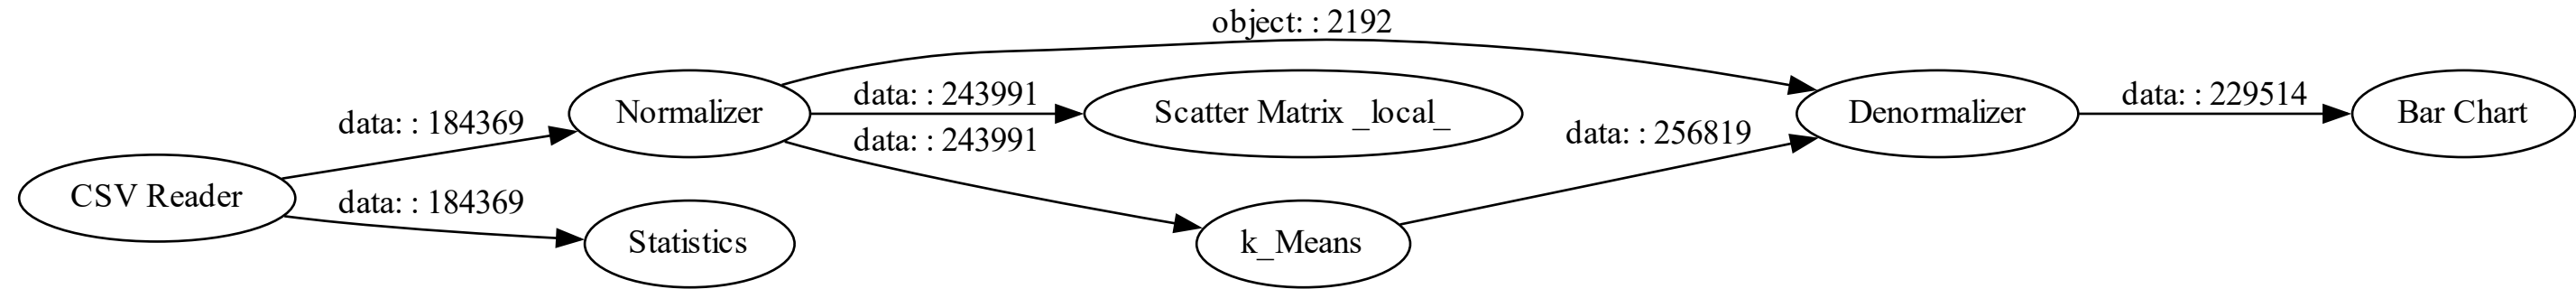 object: : 2192
data: : 243991
data: : 184369
Normalizer
Scatter Matrix _local_
Denormalizer
data: : 229514
Bar Chart
data: : 243991
data: : 256819
CSV Reader
data: : 184369
Statistics
k_Means